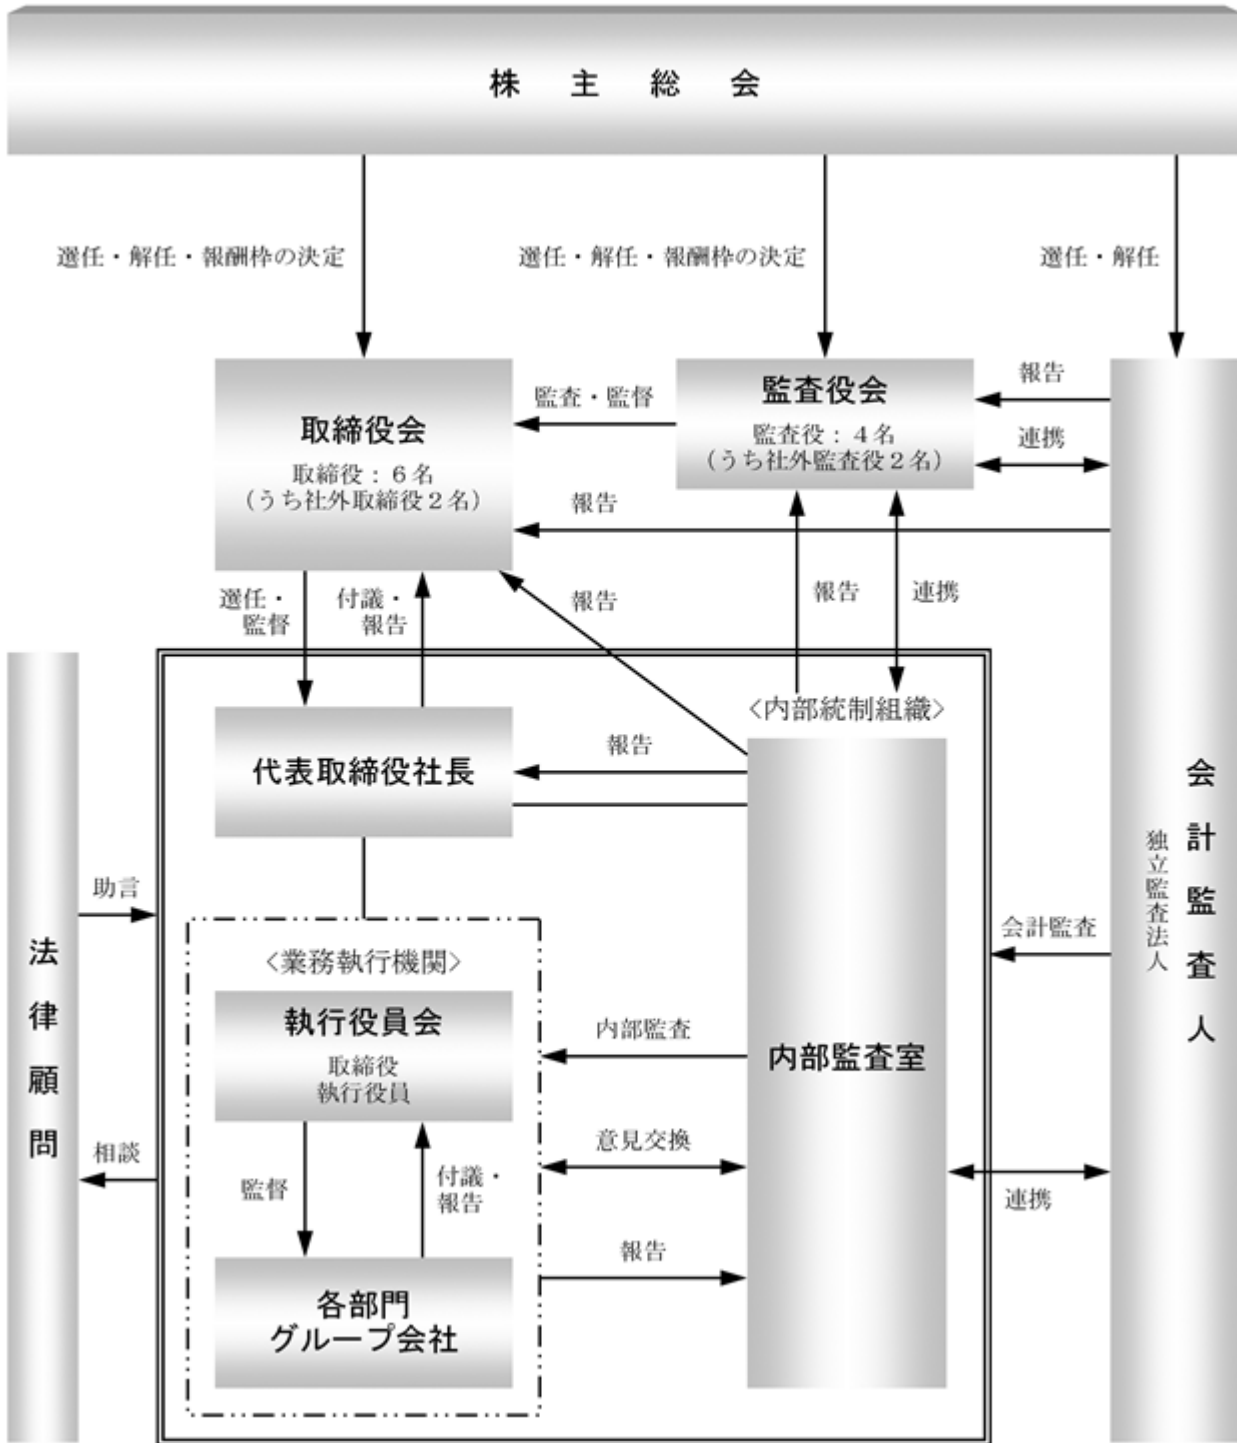 株主総会
選任・解任・報酬枠の決定
選任・解任・報酬枠の決定
選任・解任
取締役会
取締役：６名
（うち社外取締役２名）
監査・監督
監査役会
監査役：４名
（うち社外監査役２名）
報告
連携
報告
選任・
監督
付議・
報告
報告
報告
連携
〈内部統制組織〉
代表取締役社長
報告
内部監査室
会計監査人
独立監査法人
法律顧問
助言
相談
〈業務執行機関〉
執行役員会
取締役
執行役員
監督
付議・
報告
各部門
グループ会社
内部監査
意見交換
報告
会計監査
連携